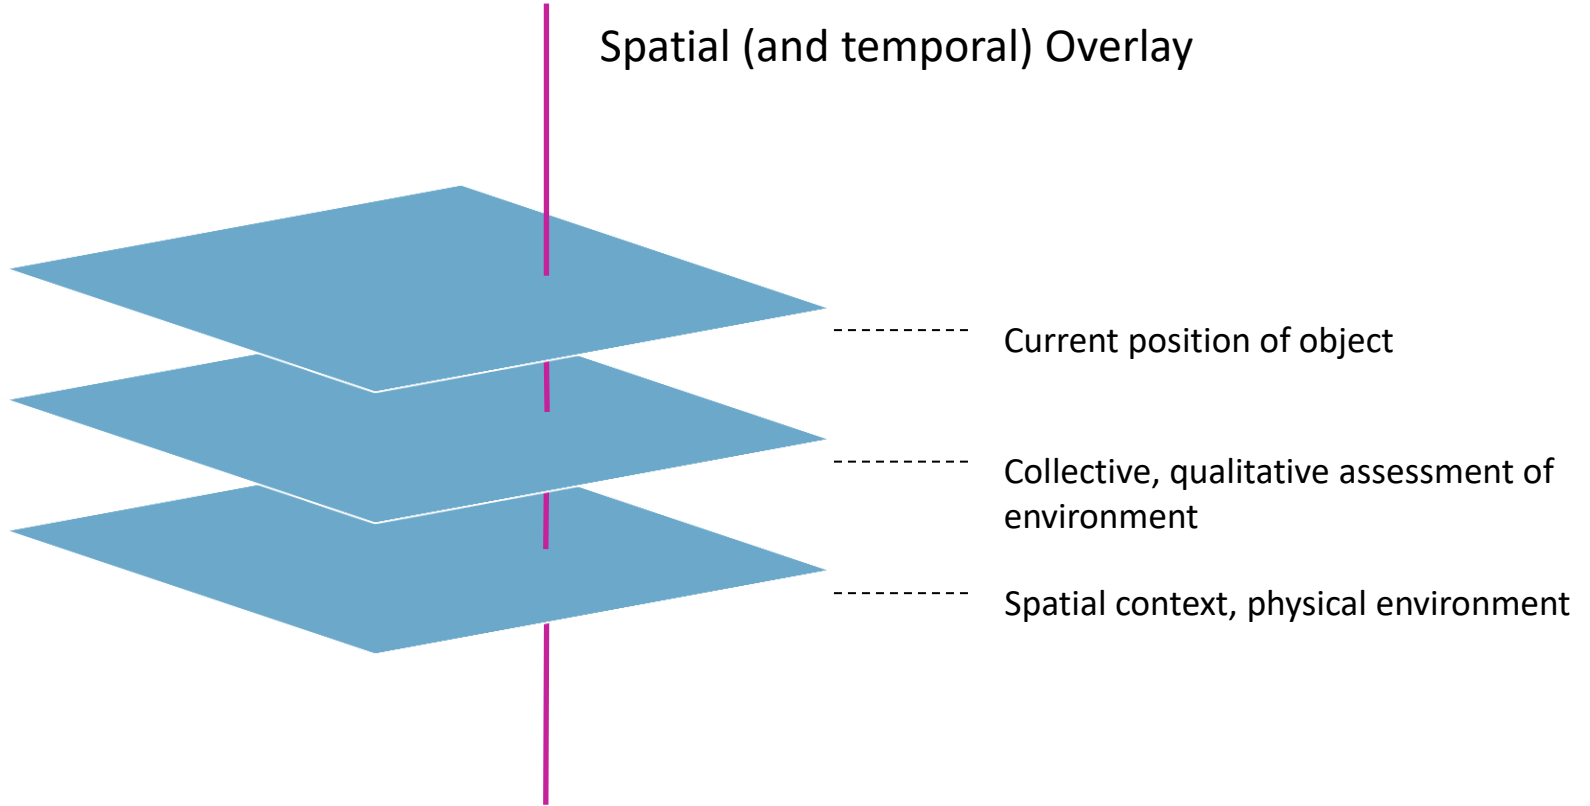 Spatial (and temporal) Overlay
Current position of object
Collective, qualitative assessment of
environment
Spatial context, physical environment